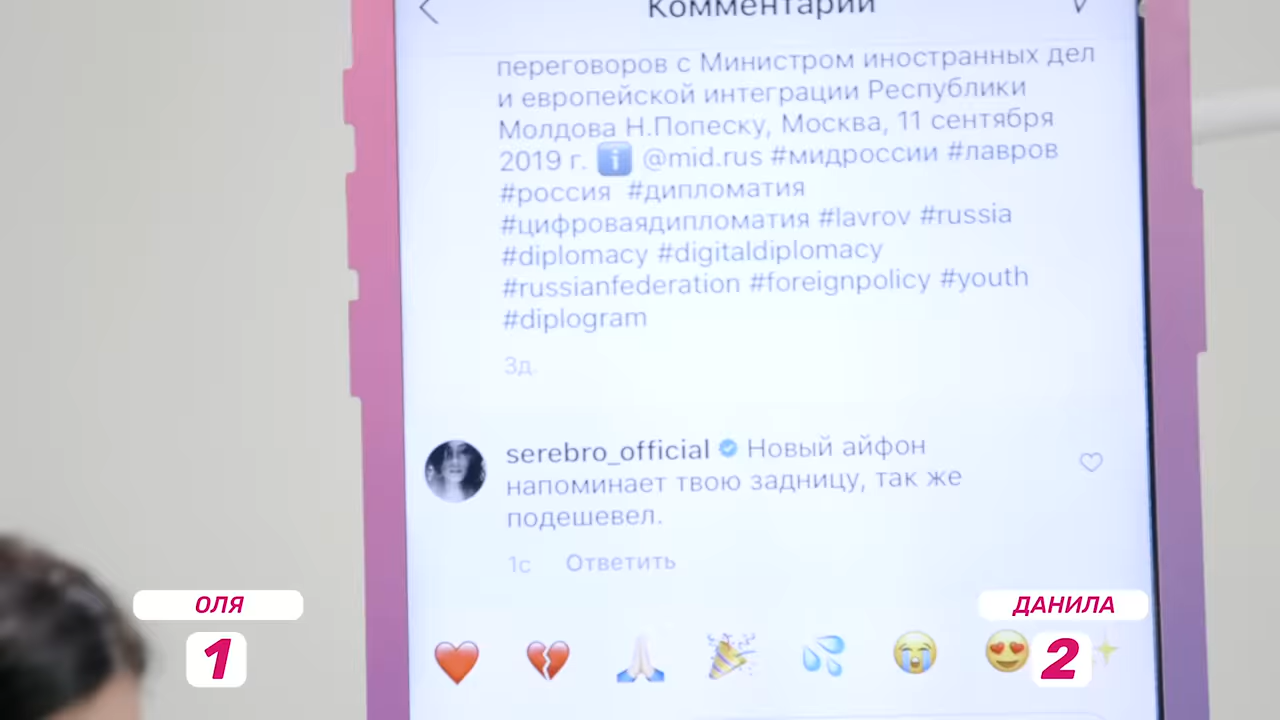 Комментарии
переговоров с Министром иностранных дел
и европейской интеграции Республики
Молдова Н.Попеску, Москва, 11 сентября
2019 г. ℹ️ @mid.rus #мидроссии #лавров
#россия #дипломатия
#цифроваядипломатия #lavrov #russia
#diplomacy #digitaldiplomacy
#russianfederation #foreignpolicy #youth
#diplogram
3д.
serebro_official Новый айфон
напоминает твою задницу, так же
подешевел.
1с Ответить
ОЛЯ
1
ДАНИЛА
2